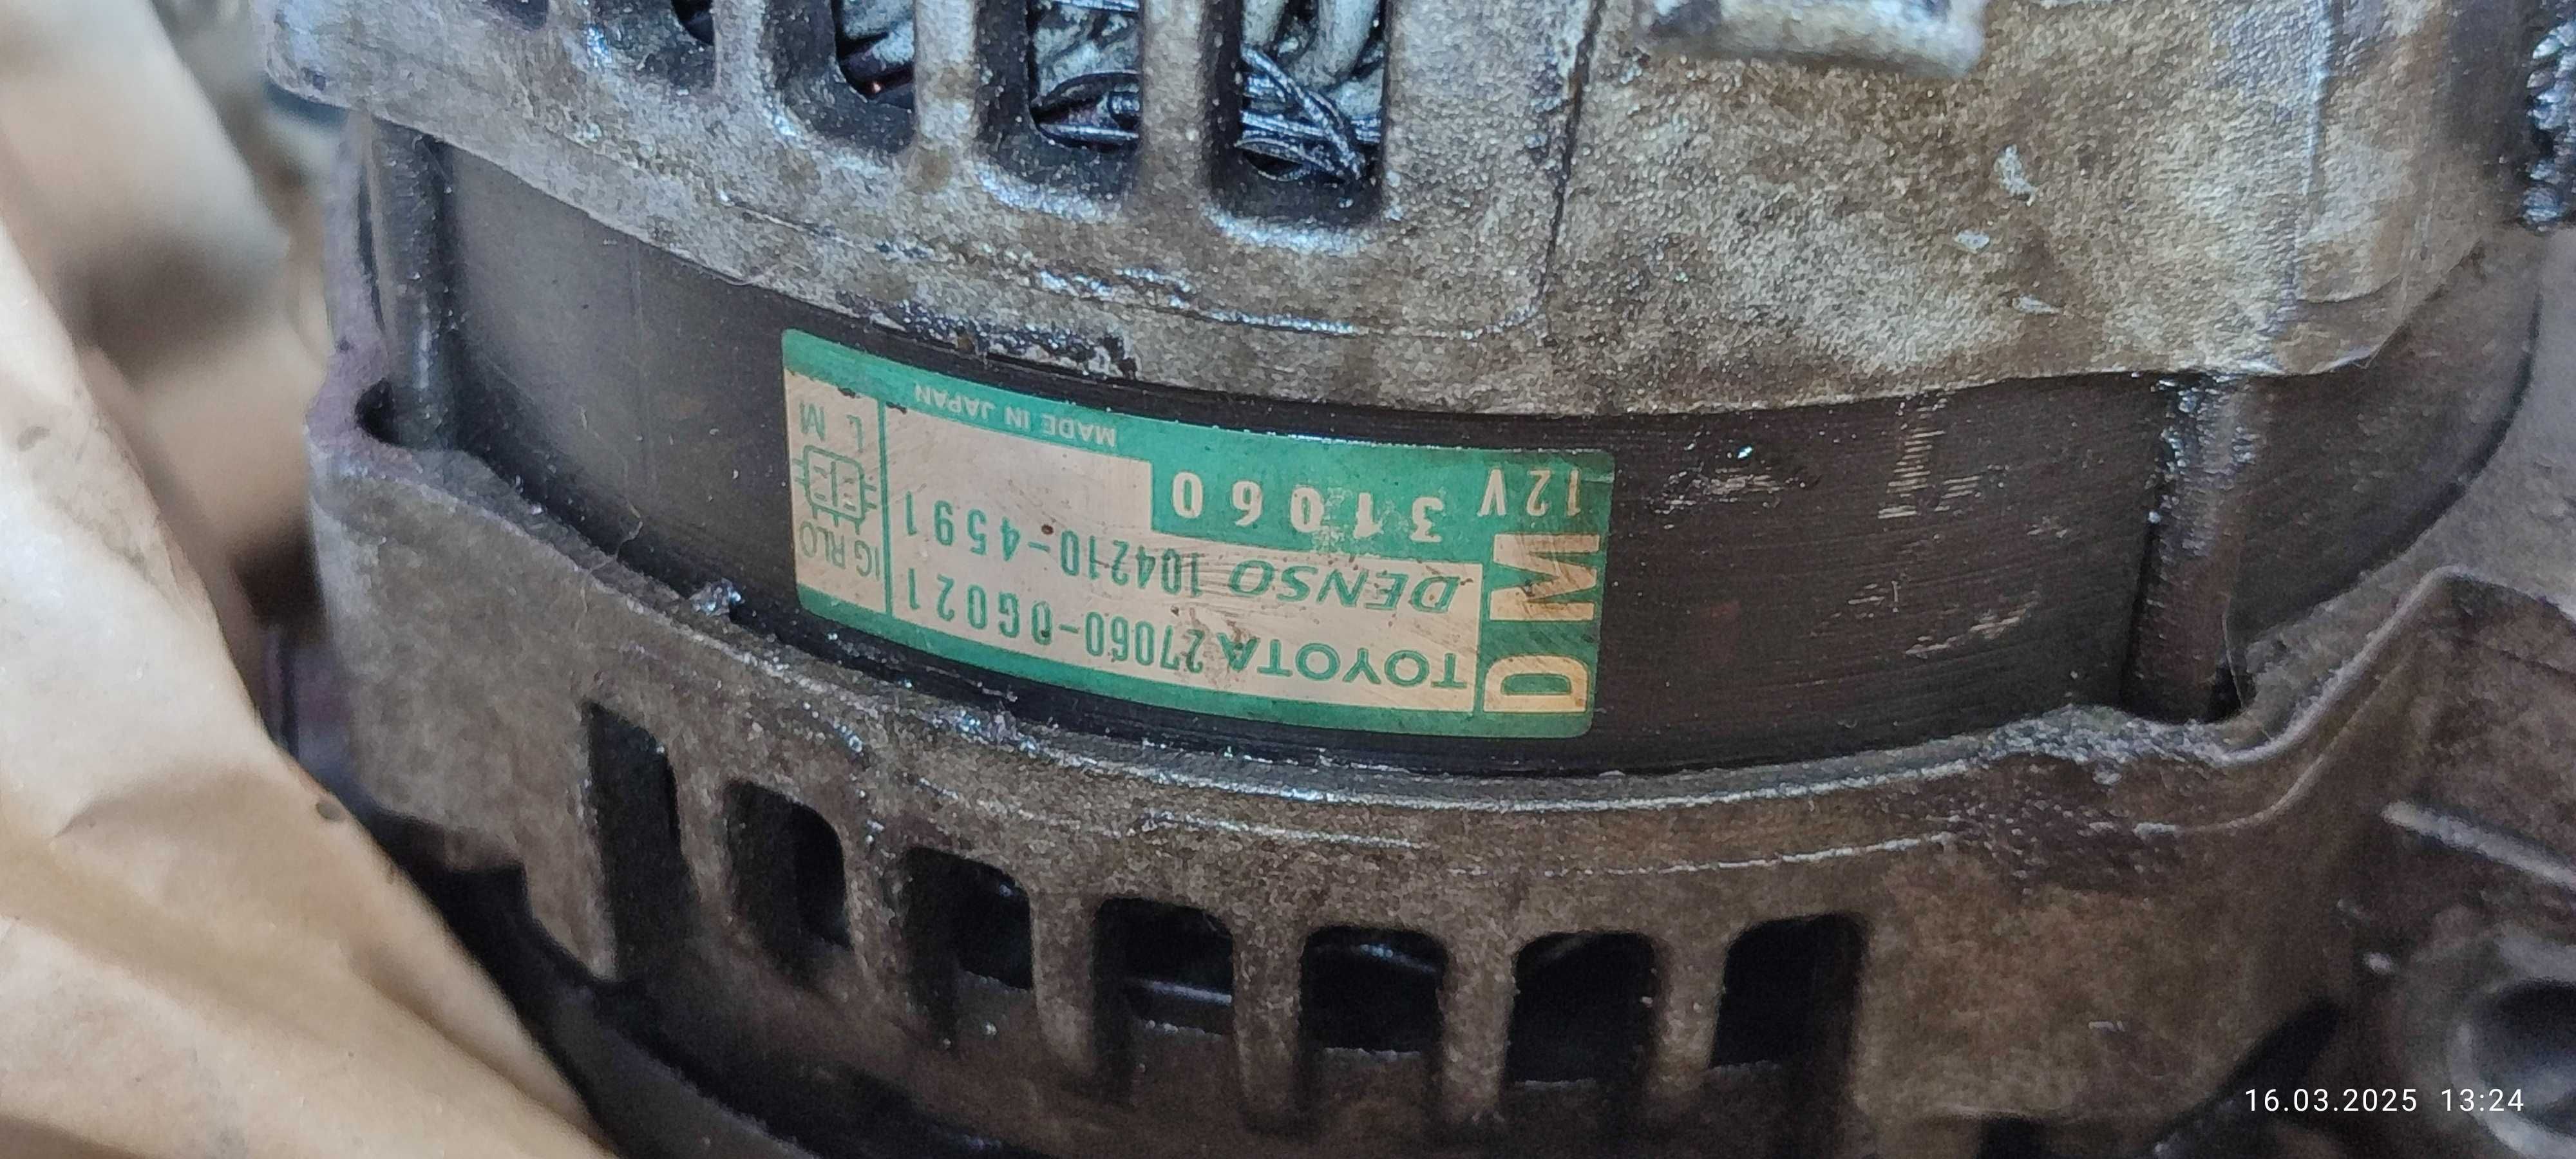 DM
TOYOTA 27060-0G021
DENSO 104210-4591
12V 31060
MADE IN JAPAN
IG RLO
L M
16.03.2025 13:24